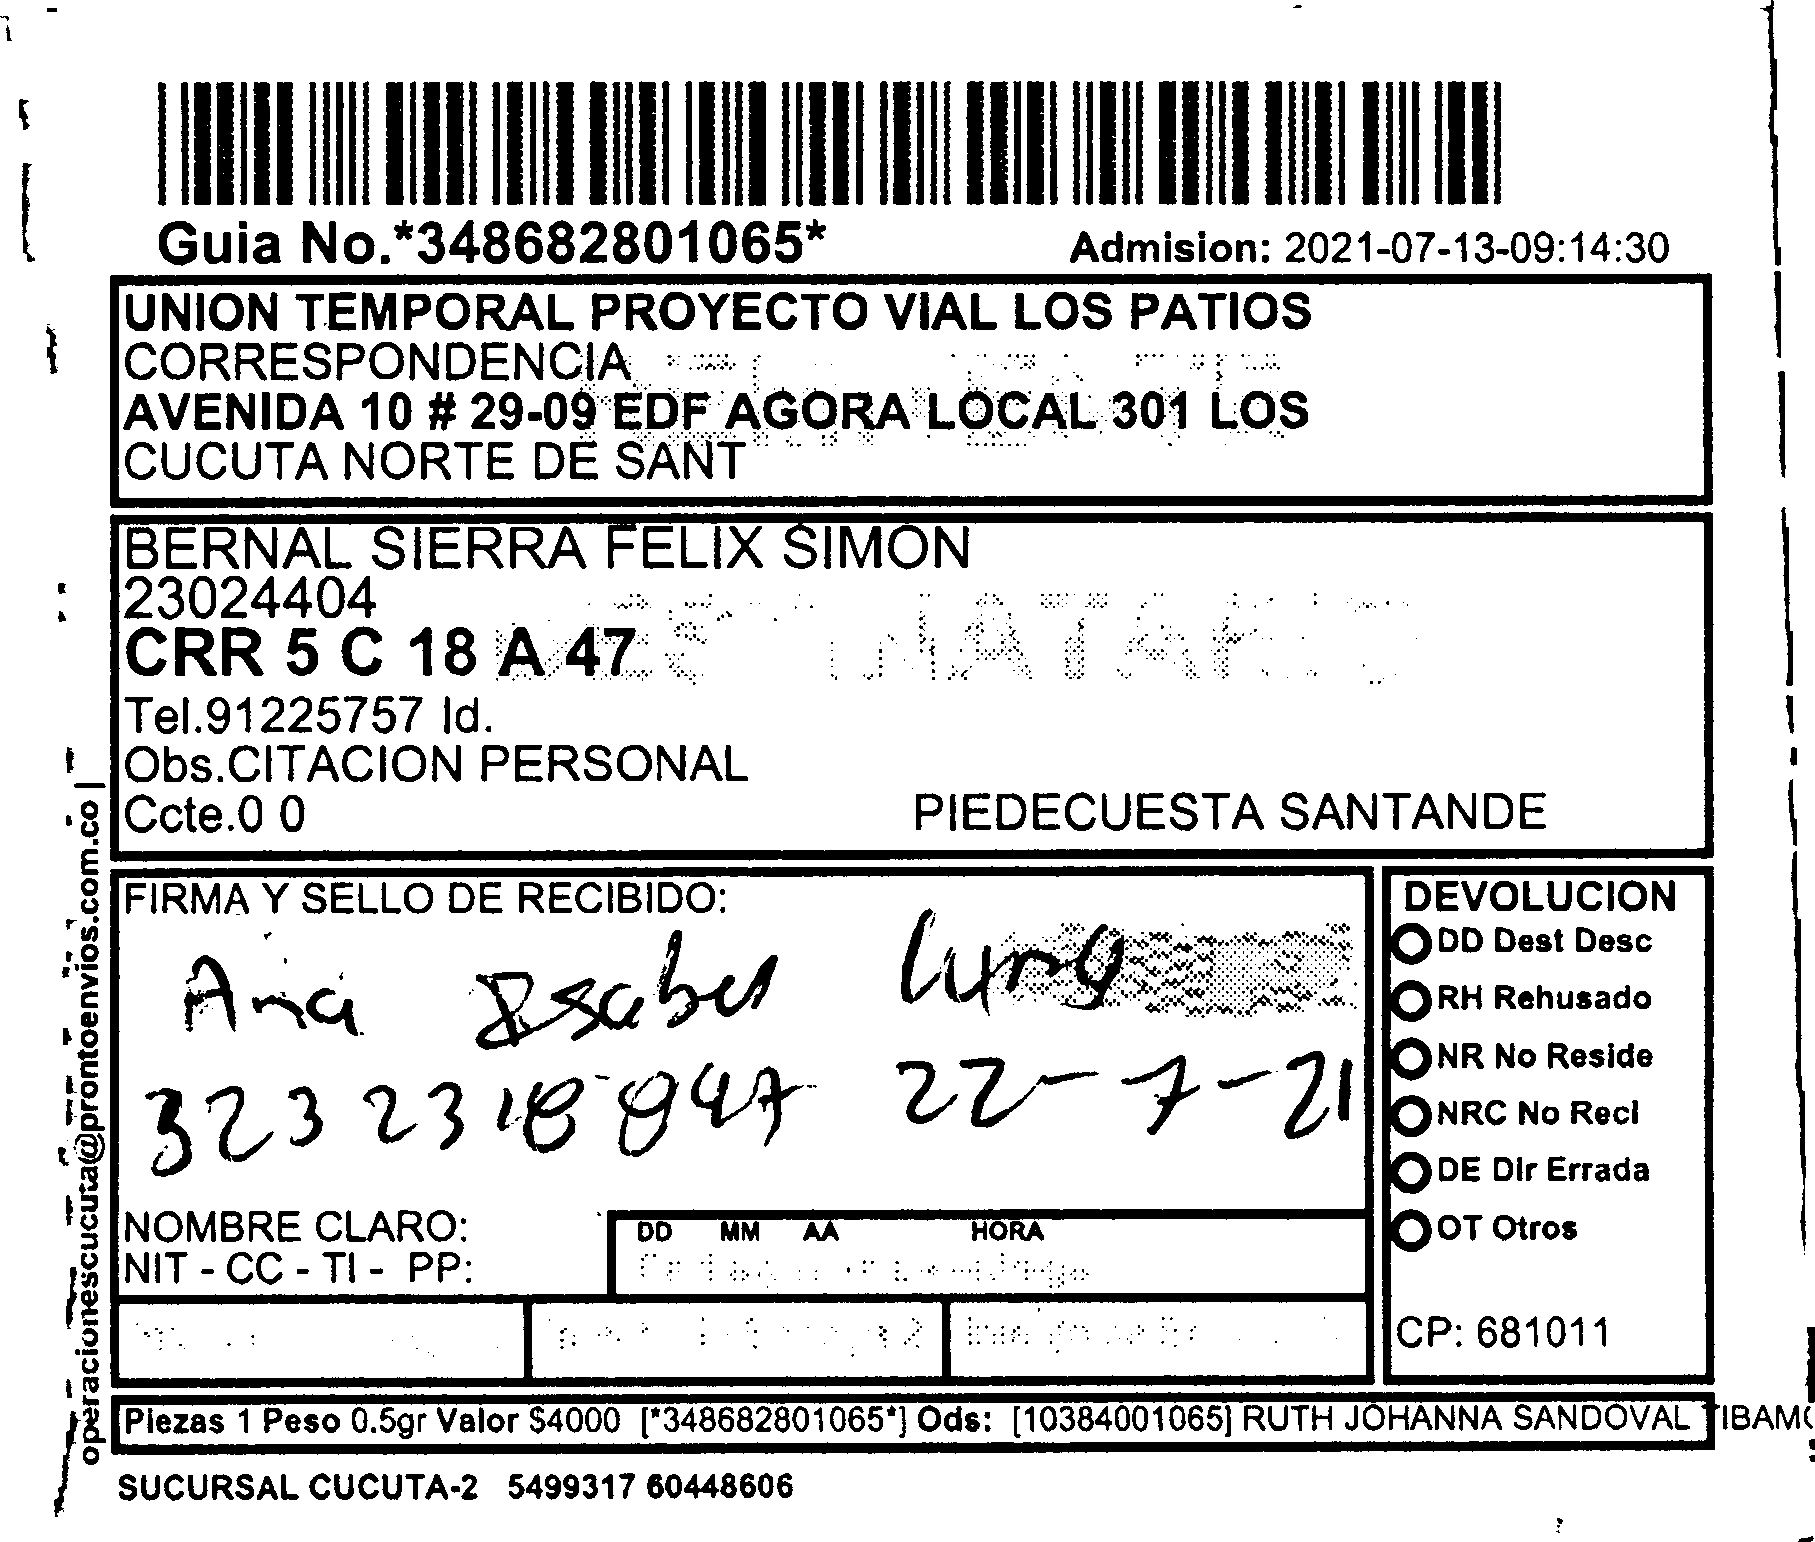 Guia No.*348682801065*
Admision: 2021-07-13-09:14:30
UNION TEMPORAL PROYECTO VIAL LOS PATIOS
CORRESPONDENCIA
AVENIDA 10 # 29-09 EDF AGORA LOCAL 301 LOS
CUCUTA NORTE DE SANT
BERNAL SIERRA FELIX SIMON
23024404
CRR 5 C 18 A 47
DESTINATARIO
Tel.91225757 Id.
Obs.CITACION PERSONAL
Ccte.0 0
PIEDECUESTA SANTANDE
FIRMA Y SELLO DE RECIBIDO:
Ana Isabel
323 2318 847 22-7-21
NOMBRE CLARO:
NIT - CC - TI - PP:
DD MM AA HORA
DEVOLUCION
DD Dest Desc
RH Rehusado
NR No Reside
NRC No Recl
DE Dir Errada
OT Otros
CP: 681011
Piezas 1 Peso 0.5gr Valor $4000 [*348682801065*] Ods: [10384001065] RUTH JOHANNA SANDOVAL
SUCURSAL CUCUTA-2 5499317 60448606
operacionescucuta@prontoenvios.com.co |